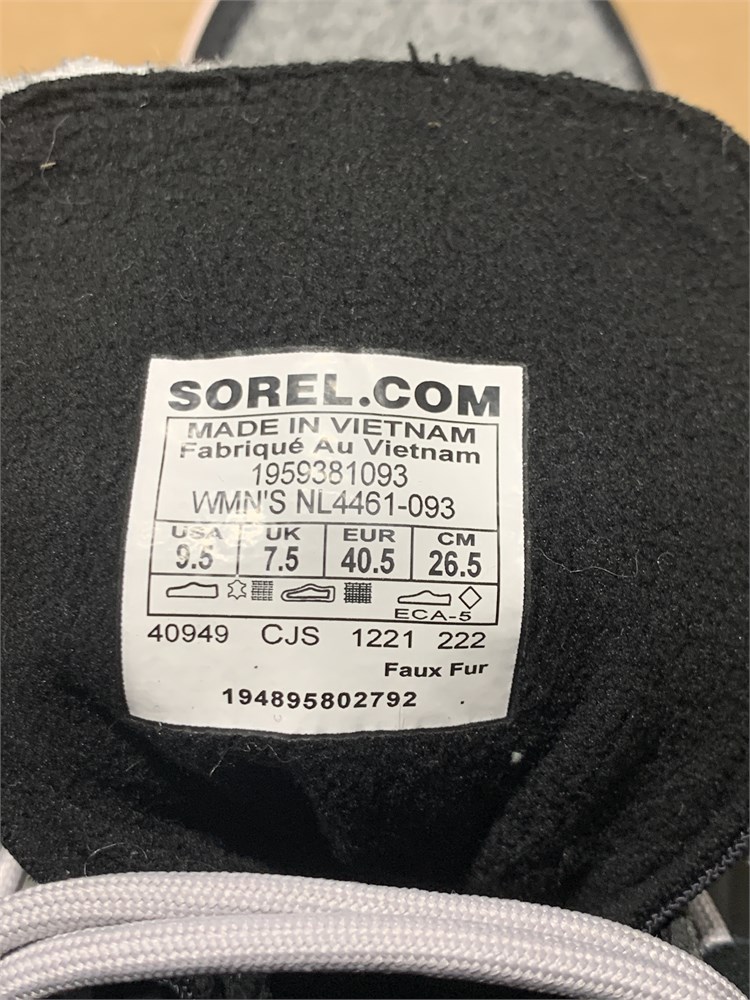 SOREL.COM
MADE IN VIETNAM
Fabriqué Au Vietnam
1959381093
WMN'S NL4461-093
USA UK EUR CM
9.5 7.5 40.5 26.5
ECA-5
40949 CJS 1221 222
Faux Fur
194895802792